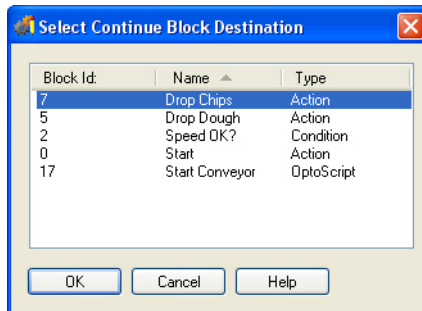 Select Continue Block Destination
Block Id: Name Type
7 Drop Chips Action
5 Drop Dough Action
2 Speed OK? Condition
0 Start Action
17 Start Conveyor OptoScript
OK Cancel Help